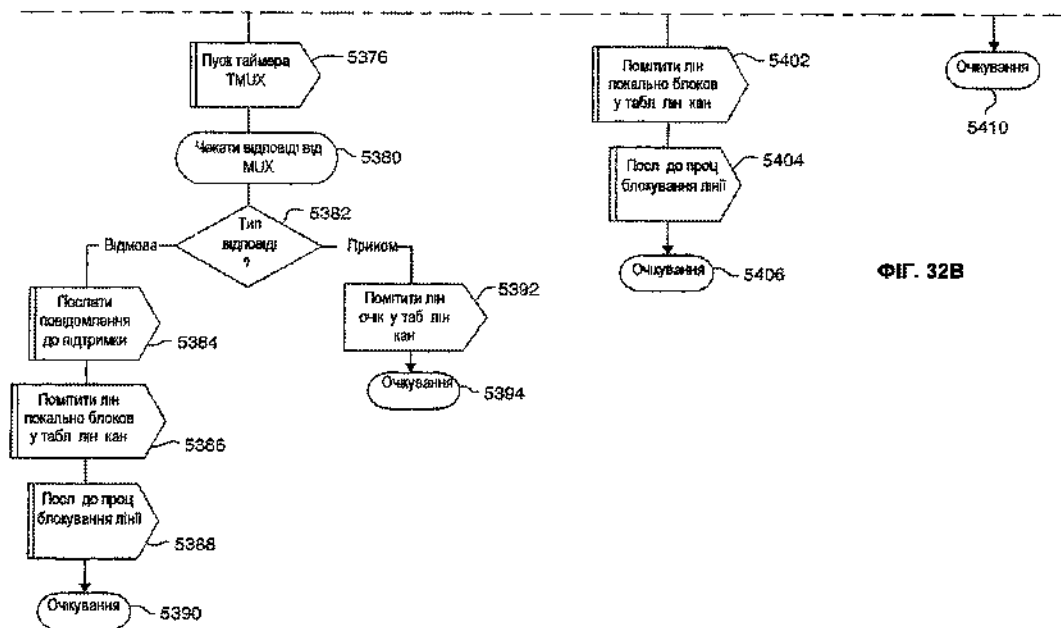 Пуск таймера
TMUX
5376
Чекати відповіді від
MUX
5380
Тип
відповіді
?
5382
Відмова
Прийом
Послати
повідомлення
до підтримки
5384
Помітити лін
локально блоков
у табл лін кан
5386
Посл до проц
блокування лінії
5388
Очікування
5390
Помітити лін
очік у таб лін
кан
5392
Очікування
5394
Помітити лін
локально блоков
у табл лін кан
5402
Посл до проц
блокування лінії
5404
Очікування
5406
Очікування
5410
ФІГ. 32В